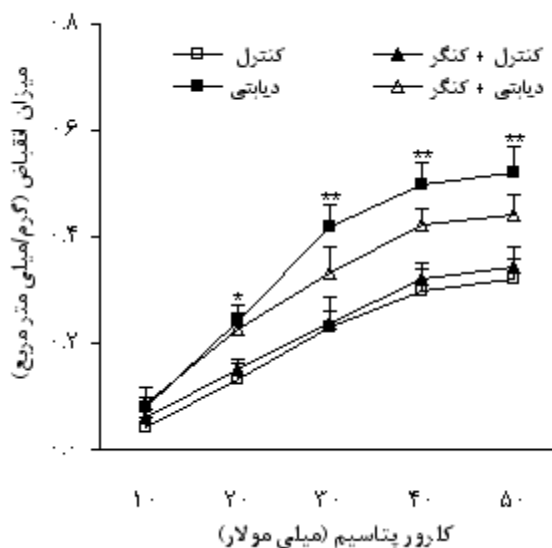 ۰.۸
کنترل
کنترل + کنگر
دیابتی
دیابتی + کنگر
میزان انقباض (گرم/میلی متر مربع)
۰.۶
**
**
**
۰.۴
*
۰.۲
۰.۰
۱۰ ۲۰ ۳۰ ۴۰ ۵۰
کلرور پتاسیم (میلی مولار)